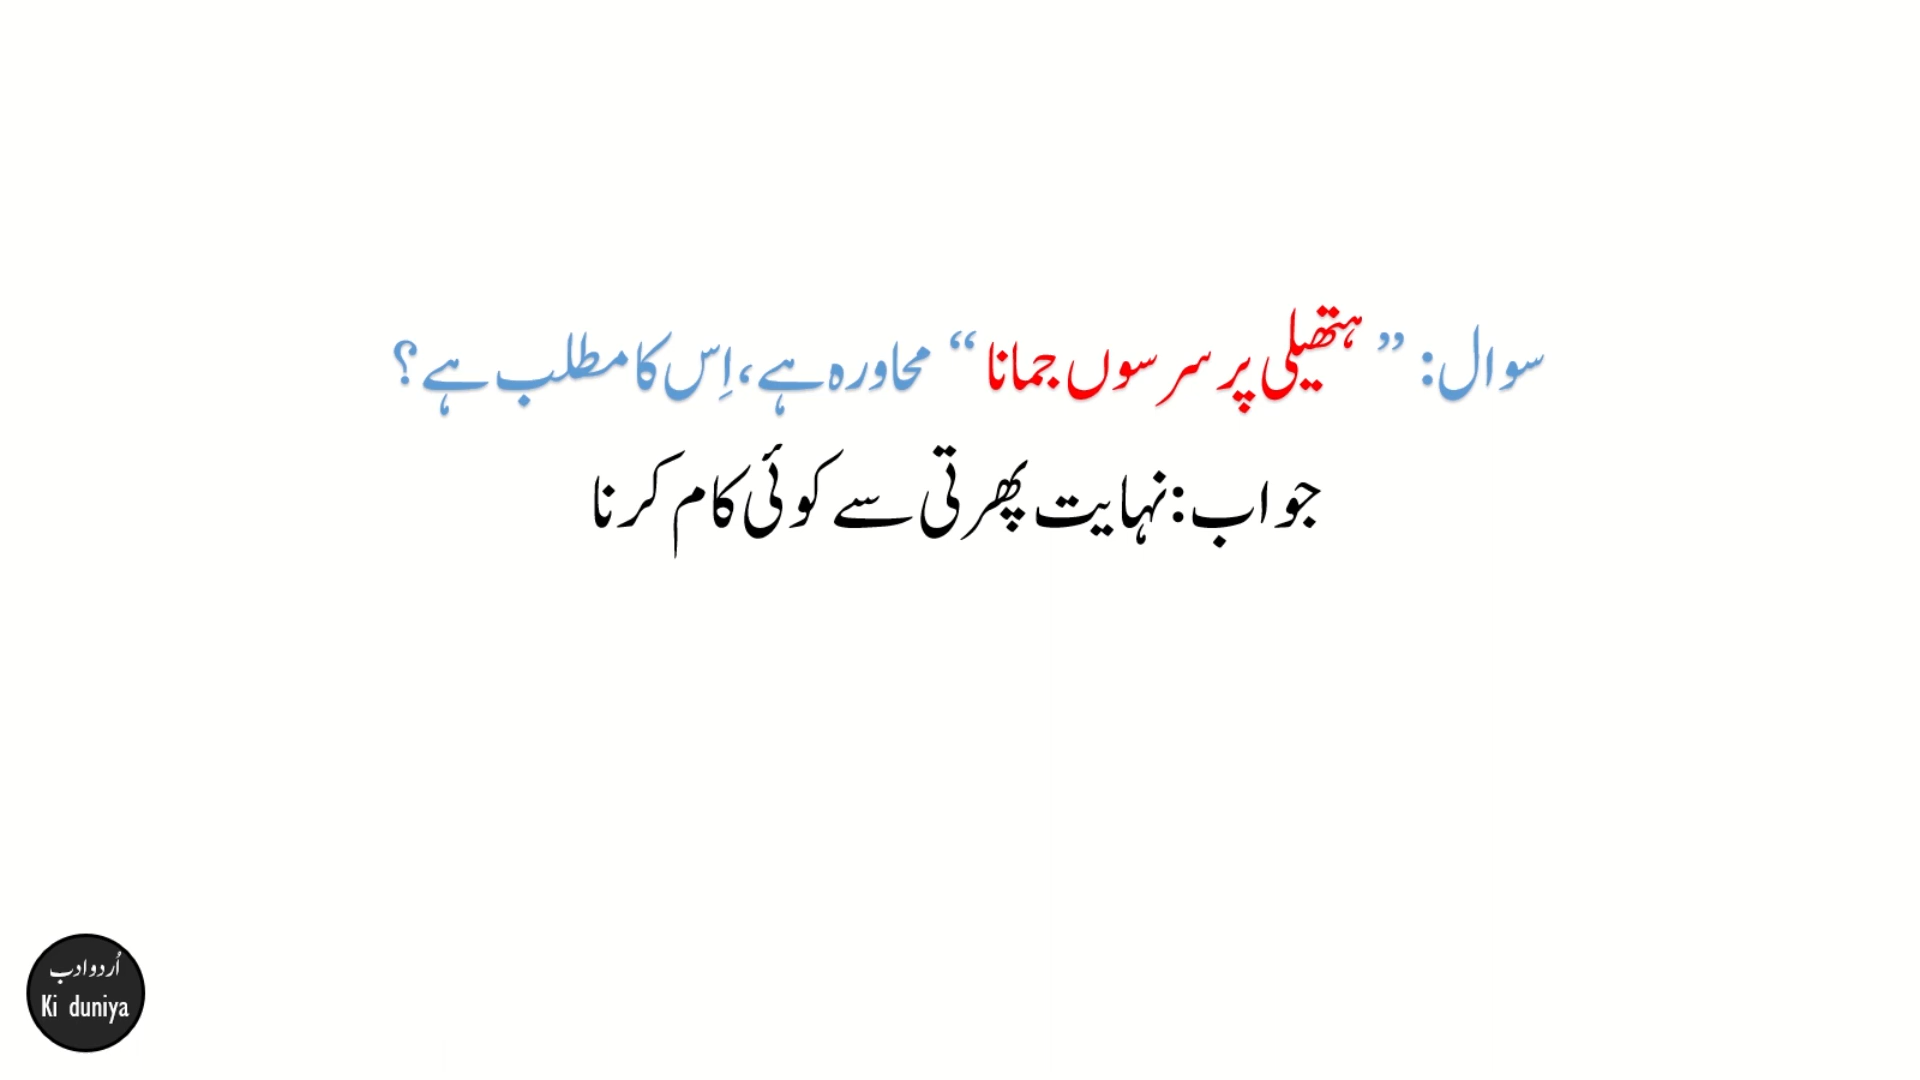 سوال: ”ہتھیلی پر سرسوں جمانا“ محاورہ ہے، اِس کا مطلب ہے؟
جواب: نہایت پھرتی سے کوئی کام کرنا
اُردو ادب
Ki duniya